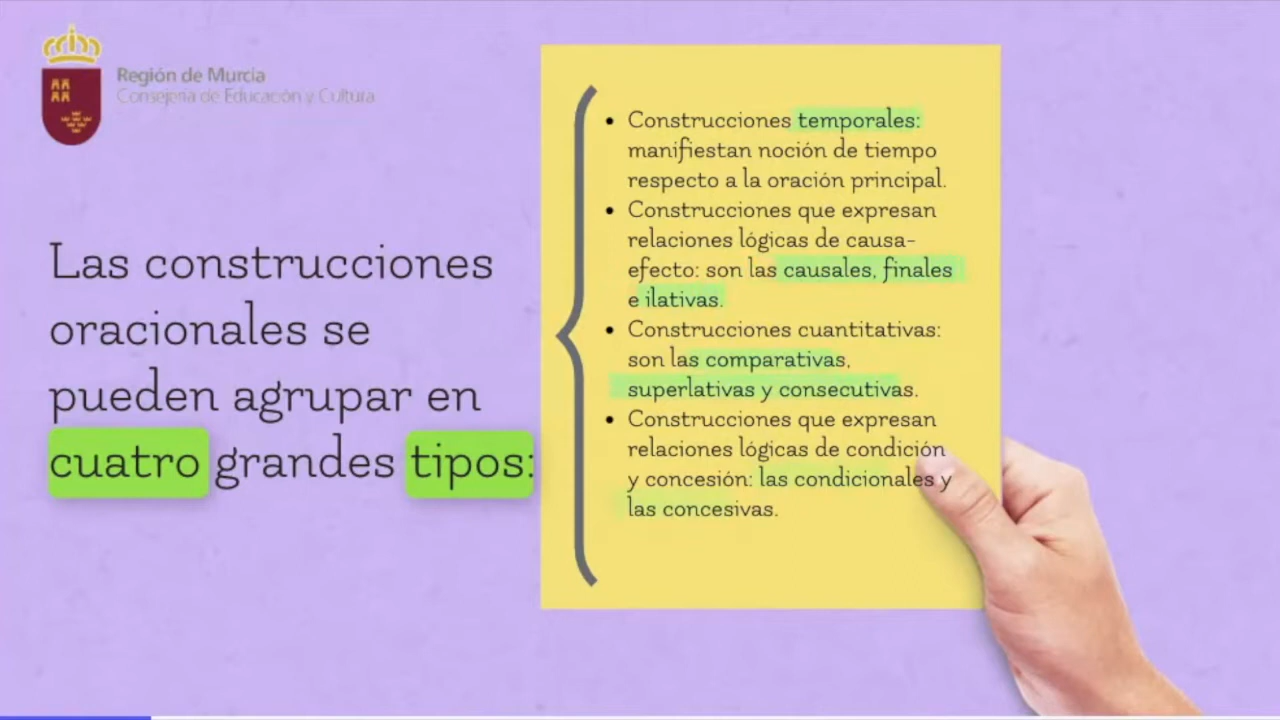 Región de Murcia
Consejería de Educación y Cultura
Las construcciones
oracionales se
pueden agrupar en
cuatro grandes tipos:
• Construcciones temporales:
manifiestan noción de tiempo
respecto a la oración principal.
• Construcciones que expresan
relaciones lógicas de causa-
efecto: son las causales, finales
e ilativas.
• Construcciones cuantitativas:
son las comparativas,
superlativas y consecutivas.
• Construcciones que expresan
relaciones lógicas de condición
y concesión: las condicionales y
las concesivas.